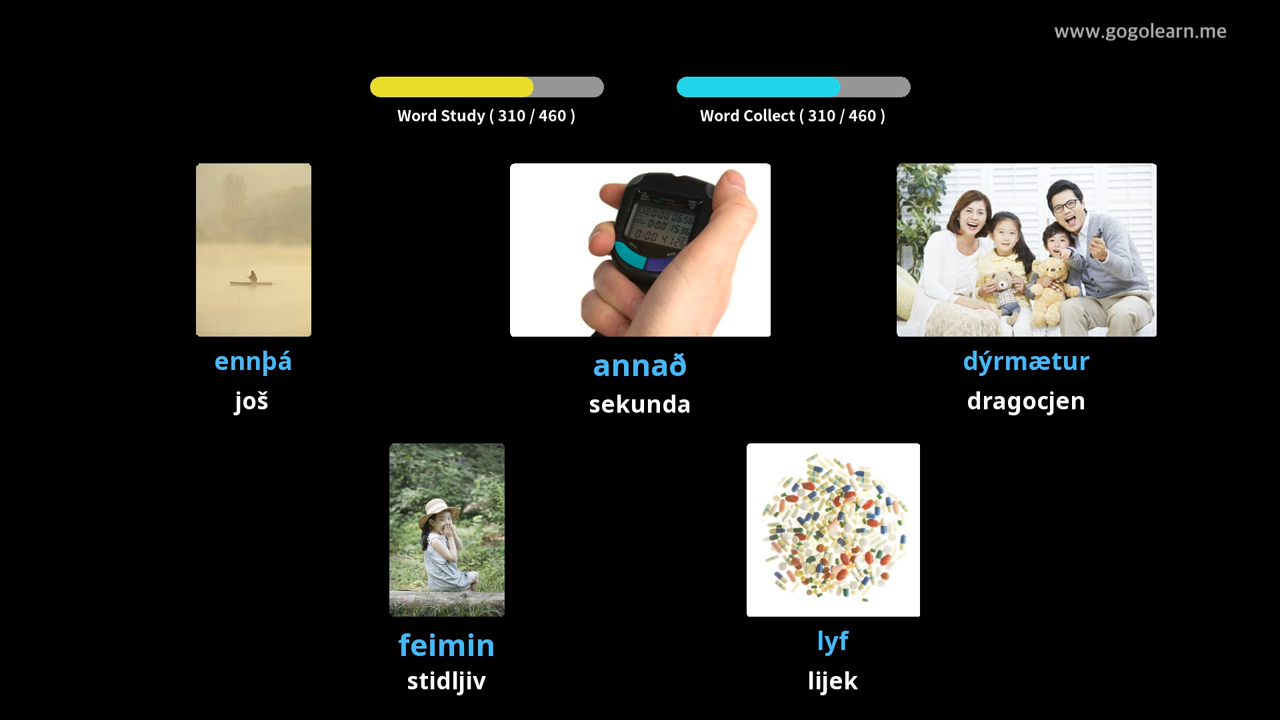 www.gogolearn.me
Word Study ( 310 / 460 )
Word Collect ( 310 / 460 )
ennþá
još
annað
sekunda
dýrmætur
dragocjen
feimin
stidljiv
lyf
lijek